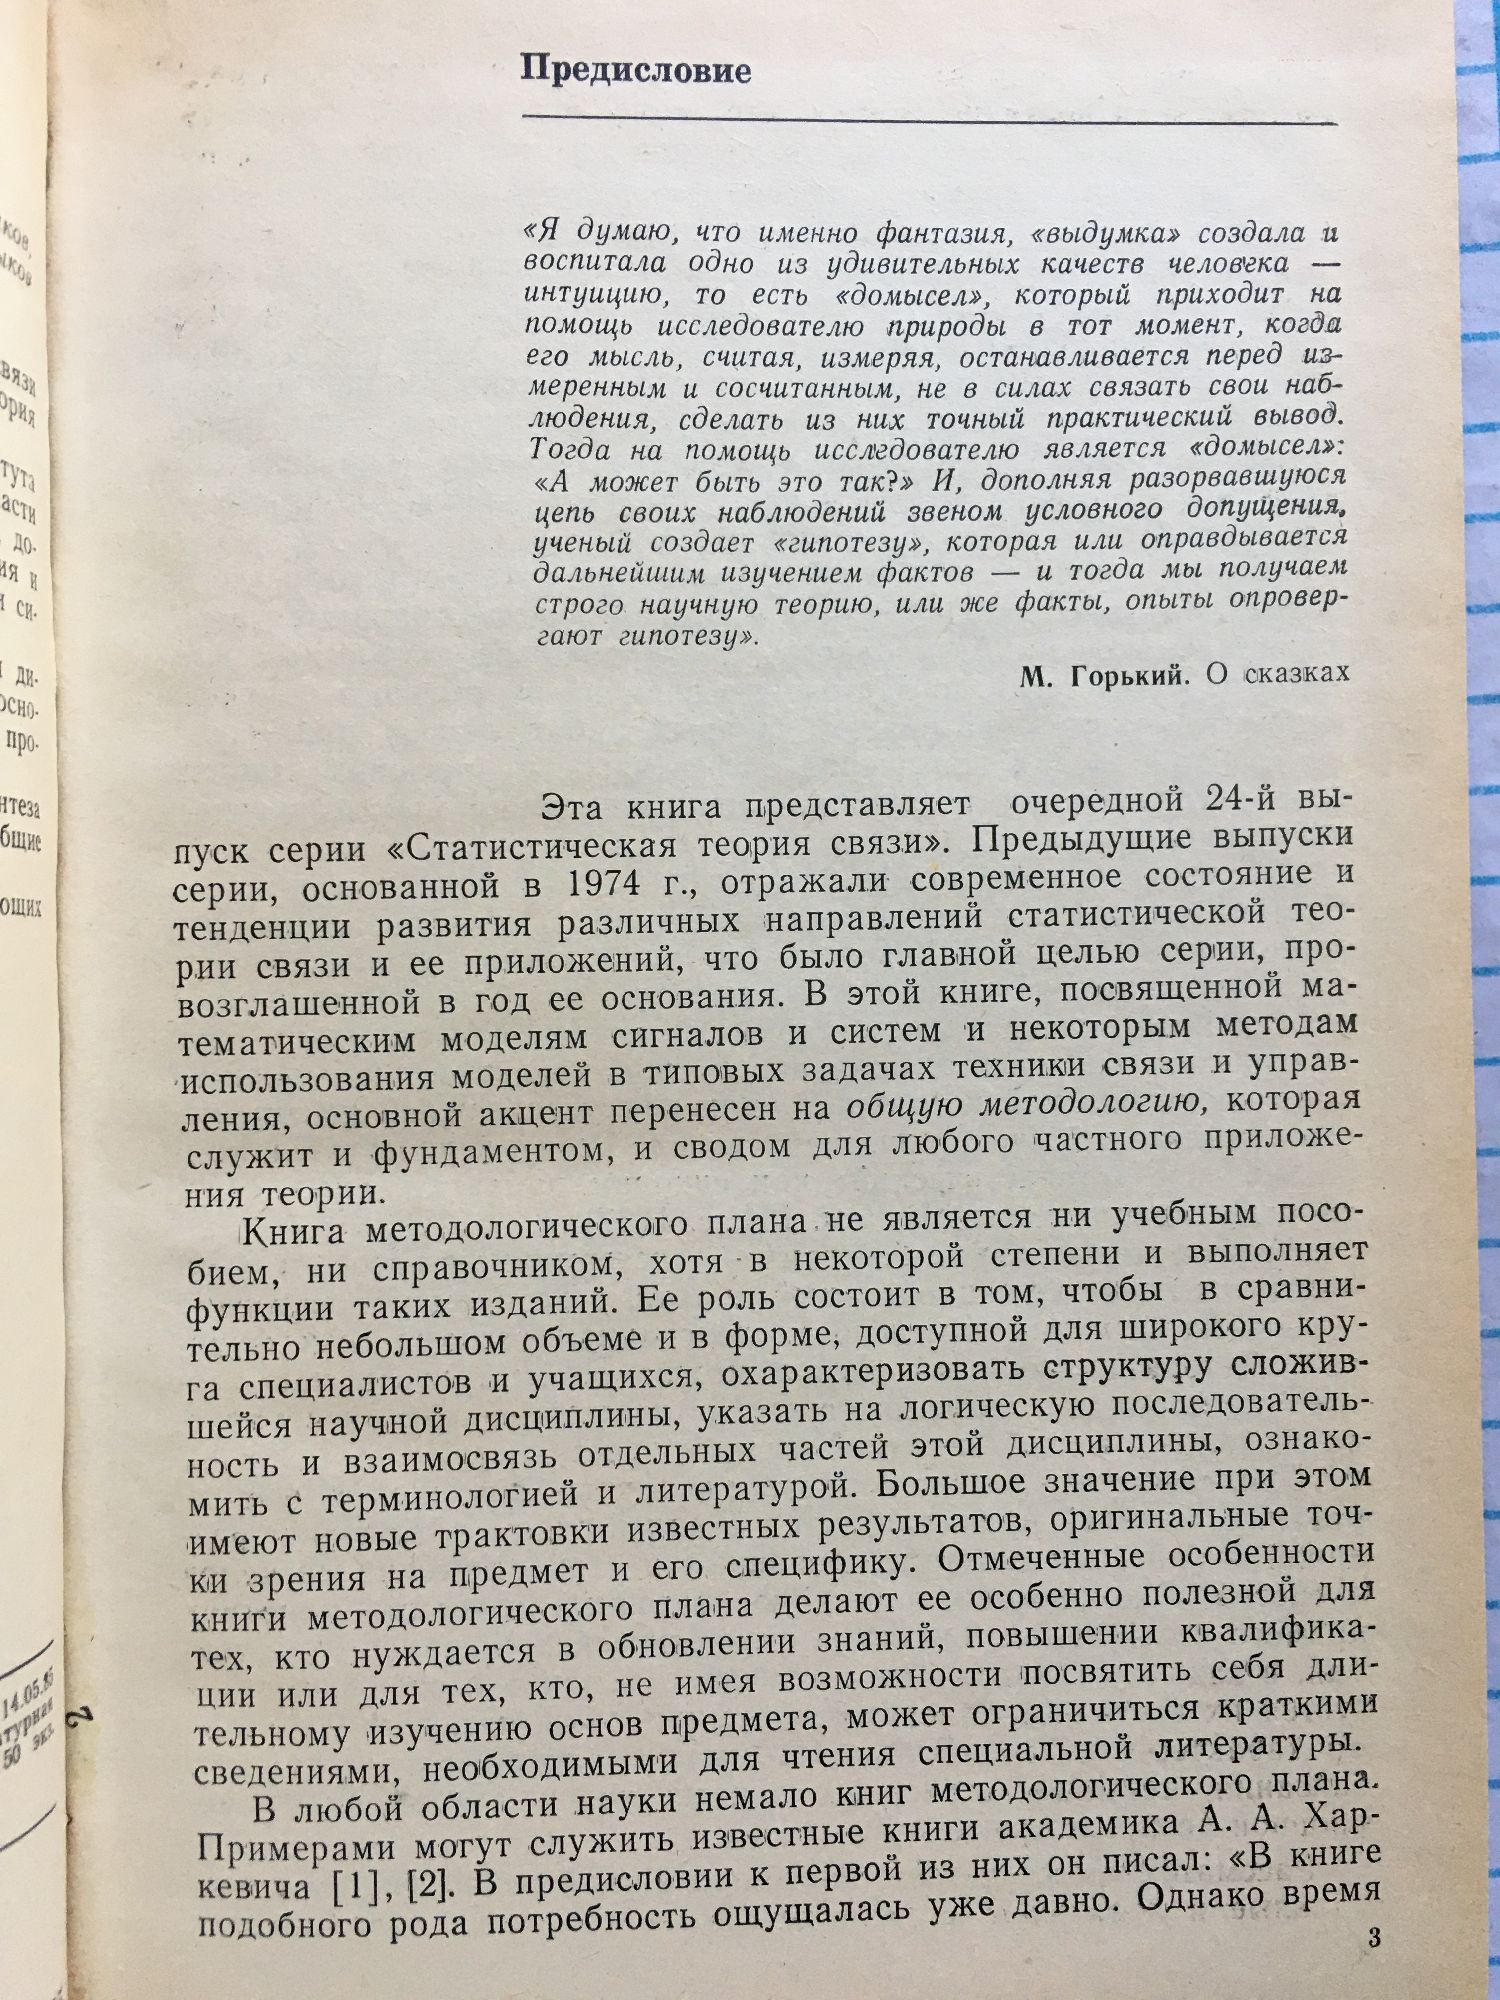 Предисловие
«Я думаю, что именно фантазия, «выдумка» создала и
воспитала одно из удивительных качеств человека —
интуицию, то есть «домысел», который приходит на
помощь исследователю природы в тот момент, когда
его мысль, считая, измеряя, останавливается перед из-
меренным и сосчитанным, не в силах связать свои наб-
людения, сделать из них точный практический вывод.
Тогда на помощь исследователю является «домысел»:
«А может быть это так?» И, дополняя разорвавшуюся
цепь своих наблюдений звеном условного допущения,
ученый создает «гипотезу», которая или оправдывается
дальнейшим изучением фактов — и тогда мы получаем
строго научную теорию, или же факты, опыты опровер-
гают гипотезу».
М. Горький. О сказках
Эта книга представляет очередной 24-й вы-
пуск серии «Статистическая теория связи». Предыдущие выпуски
серии, основанной в 1974 г., отражали современное состояние и
тенденции развития различных направлений статистической тео-
рии связи и ее приложений, что было главной целью серии, про-
возглашенной в год ее основания. В этой книге, посвященной ма-
тематическим моделям сигналов и систем и некоторым методам
использования моделей в типовых задачах техники связи и управ-
ления, основной акцент перенесен на общую методологию, которая
служит и фундаментом, и сводом для любого частного приложе-
ния теории.
Книга методологического плана не является ни учебным посо-
бием, ни справочником, хотя в некоторой степени и выполняет
функции таких изданий. Ее роль состоит в том, чтобы в сравни-
тельно небольшом объеме и в форме, доступной для широкого кру-
га специалистов и учащихся, охарактеризовать структуру сложив-
шейся научной дисциплины, указать на логическую последователь-
ность и взаимосвязь отдельных частей этой дисциплины, ознако-
мить с терминологией и литературой. Большое значение при этом
имеют новые трактовки известных результатов, оригинальные точ-
ки зрения на предмет и его специфику. Отмеченные особенности
книги методологического плана делают ее особенно полезной для
тех, кто нуждается в обновлении знаний, повышении квалифика-
ции или для тех, кто, не имея возможности посвятить себя дли-
тельному изучению основ предмета, может ограничиться краткими
сведениями, необходимыми для чтения специальной литературы.
В любой области науки немало книг методологического плана.
Примерами могут служить известные книги академика А. А. Хар-
кевича [1], [2]. В предисловии к первой из них он писал: «В книге
подобного рода потребность ощущалась уже давно. Однако время
3